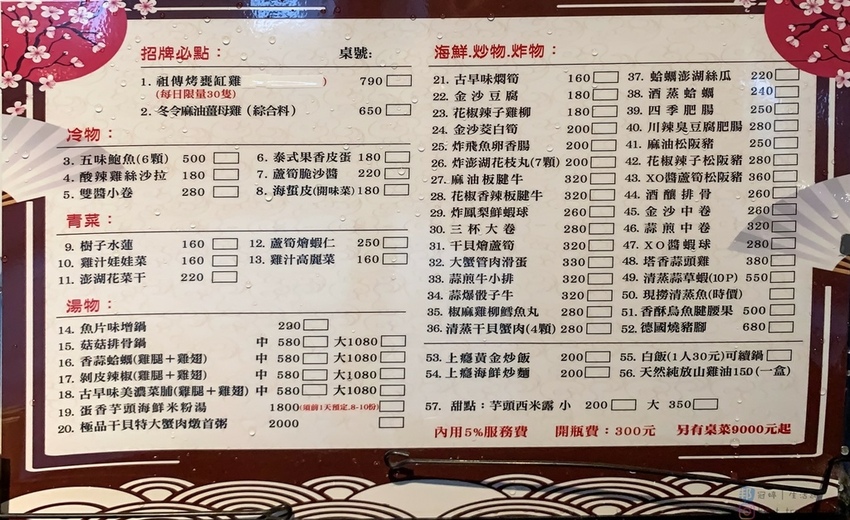 招牌必點： 桌號:
1. 祖傳烤甕缸雞 ) 790
(每日限量30隻)
2. 冬令麻油薑母雞（綜合料） 650
冷物：
3. 五味鮑魚(6顆) 500
4. 酸辣雞絲沙拉 180
5. 雙醬小卷 280
6. 泰式果香皮蛋 180
7. 蘆筍脆沙醬 220
8. 海蜇皮(開味菜) 180
青菜：
9. 樹子水蓮 160
10. 雞汁娃娃菜 160
11. 澎湖花菜干 220
12. 蘆筍燴蝦仁 250
13. 雞汁高麗菜 160
湯物：
14. 魚片味增鍋 290
15. 菇菇排骨鍋 中 580 大1080
16. 香蒜蛤蠣(雞腿＋雞翅) 中 580 大1080
17. 剝皮辣椒(雞腿＋雞翅) 中 580 大1080
18. 古早味美濃菜脯(雞腿＋雞翅) 中 580 大1080
19. 蛋香芋頭海鮮米粉湯 1800(需前1天預定,8-10份)
20. 極品干貝特大蟹肉燉首粥 2000
海鮮.炒物.炸物：
21. 古早味燜筍 160
22. 金沙豆腐 180
23. 花椒辣子雞柳 180
24. 金沙茭白筍 200
25. 炸飛魚卵香腸 200
26. 炸澎湖花枝丸(7顆) 200
27. 麻油板腱牛 320
28. 花椒香辣板腱牛 320
29. 炸鳳梨鮮蝦球 260
30. 三杯大卷 280
31. 干貝燴蘆筍 320
32. 大蟹管肉滑蛋 330
33. 蒜煎牛小排 320
34. 蒜爆骰子牛 320
35. 椒麻雞柳鱈魚丸 280
36. 清蒸干貝蟹肉(4顆) 280
37. 蛤蠣澎湖絲瓜 220
38. 酒蒸蛤蠣 240
39. 四季肥腸 250
40. 川辣臭豆腐肥腸 280
41. 麻油松阪豬 250
42. 花椒辣子松阪豬 280
43. XO醬蘆筍松阪豬 360
44. 酒釀排骨 260
45. 金沙中卷 260
46. 蒜煎中卷 280
47. XO醬蝦球 280
48. 塔香蒜頭雞 380
49. 清蒸蒜草蝦(10P) 550
50. 現撈清蒸魚(時價)
51. 香酥烏魚腱腰果 500
52. 德國燒豬腳 680
53. 上癮黃金炒飯 200
54. 上癮海鮮炒麵 200
55. 白飯(1人30元)可續鍋
56. 天然純放山雞油150(一盒)
57. 甜點：芋頭西米露 小 200 大 350
內用5%服務費 開瓶費：300元 另有桌菜9000元起